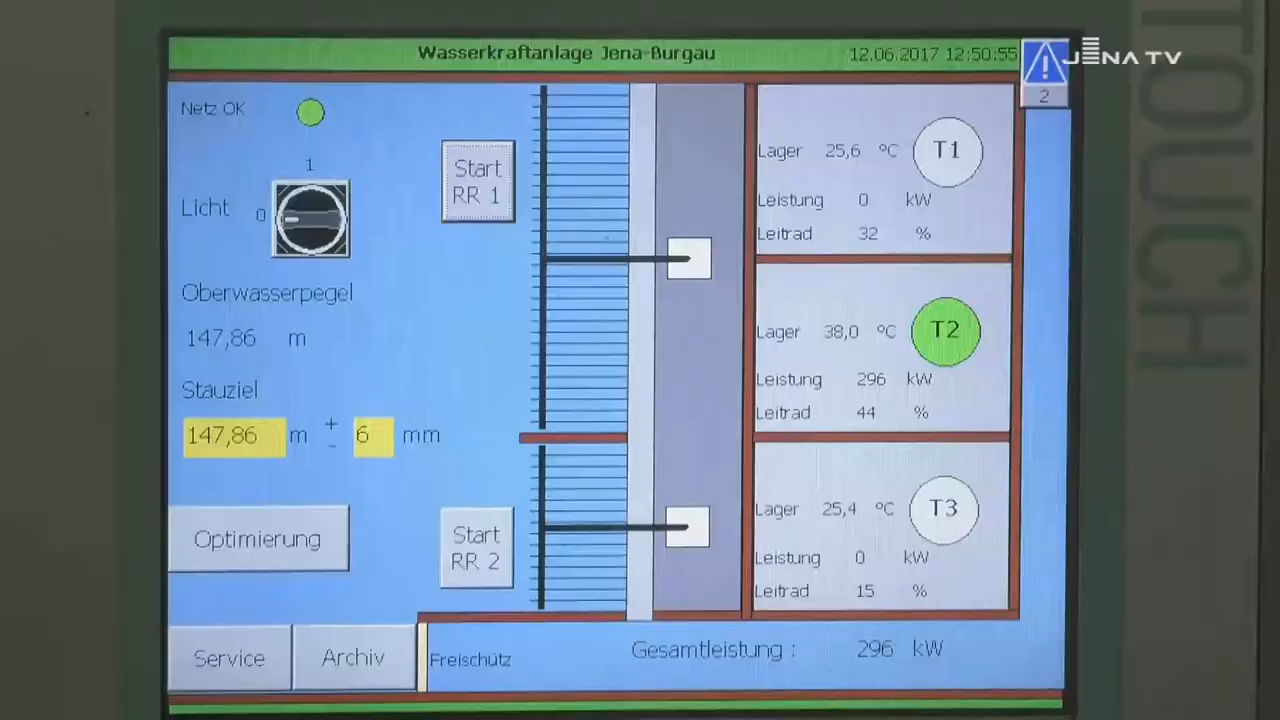 Wasserkraftanlage Jena-Burgau
12.06.2017 12:50:55
JENA TV
2
TOUCH
Netz OK
1
Licht 0
Start
RR 1
Oberwasserpegel
147,86 m
Stauziel
147,86 m + - 6 mm
Optimierung
Start
RR 2
Lager 25,6 °C T1
Leistung 0 kW
Leitrad 32 %
Lager 38,0 °C T2
Leistung 296 kW
Leitrad 44 %
Lager 25,4 °C T3
Leistung 0 kW
Leitrad 15 %
Service
Archiv
Freischütz
Gesamtleistung : 296 kW